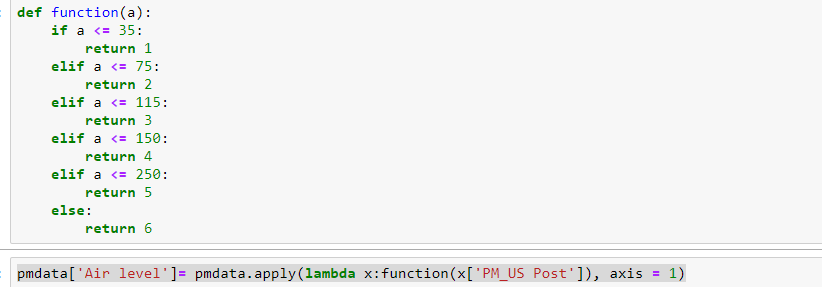 def function(a):
    if a <= 35:
        return 1
    elif a <= 75:
        return 2
    elif a <= 115:
        return 3
    elif a <= 150:
        return 4
    elif a <= 250:
        return 5
    else:
        return 6
pmdata['Air level']= pmdata.apply(lambda x:function(x['PM_US Post']), axis = 1)